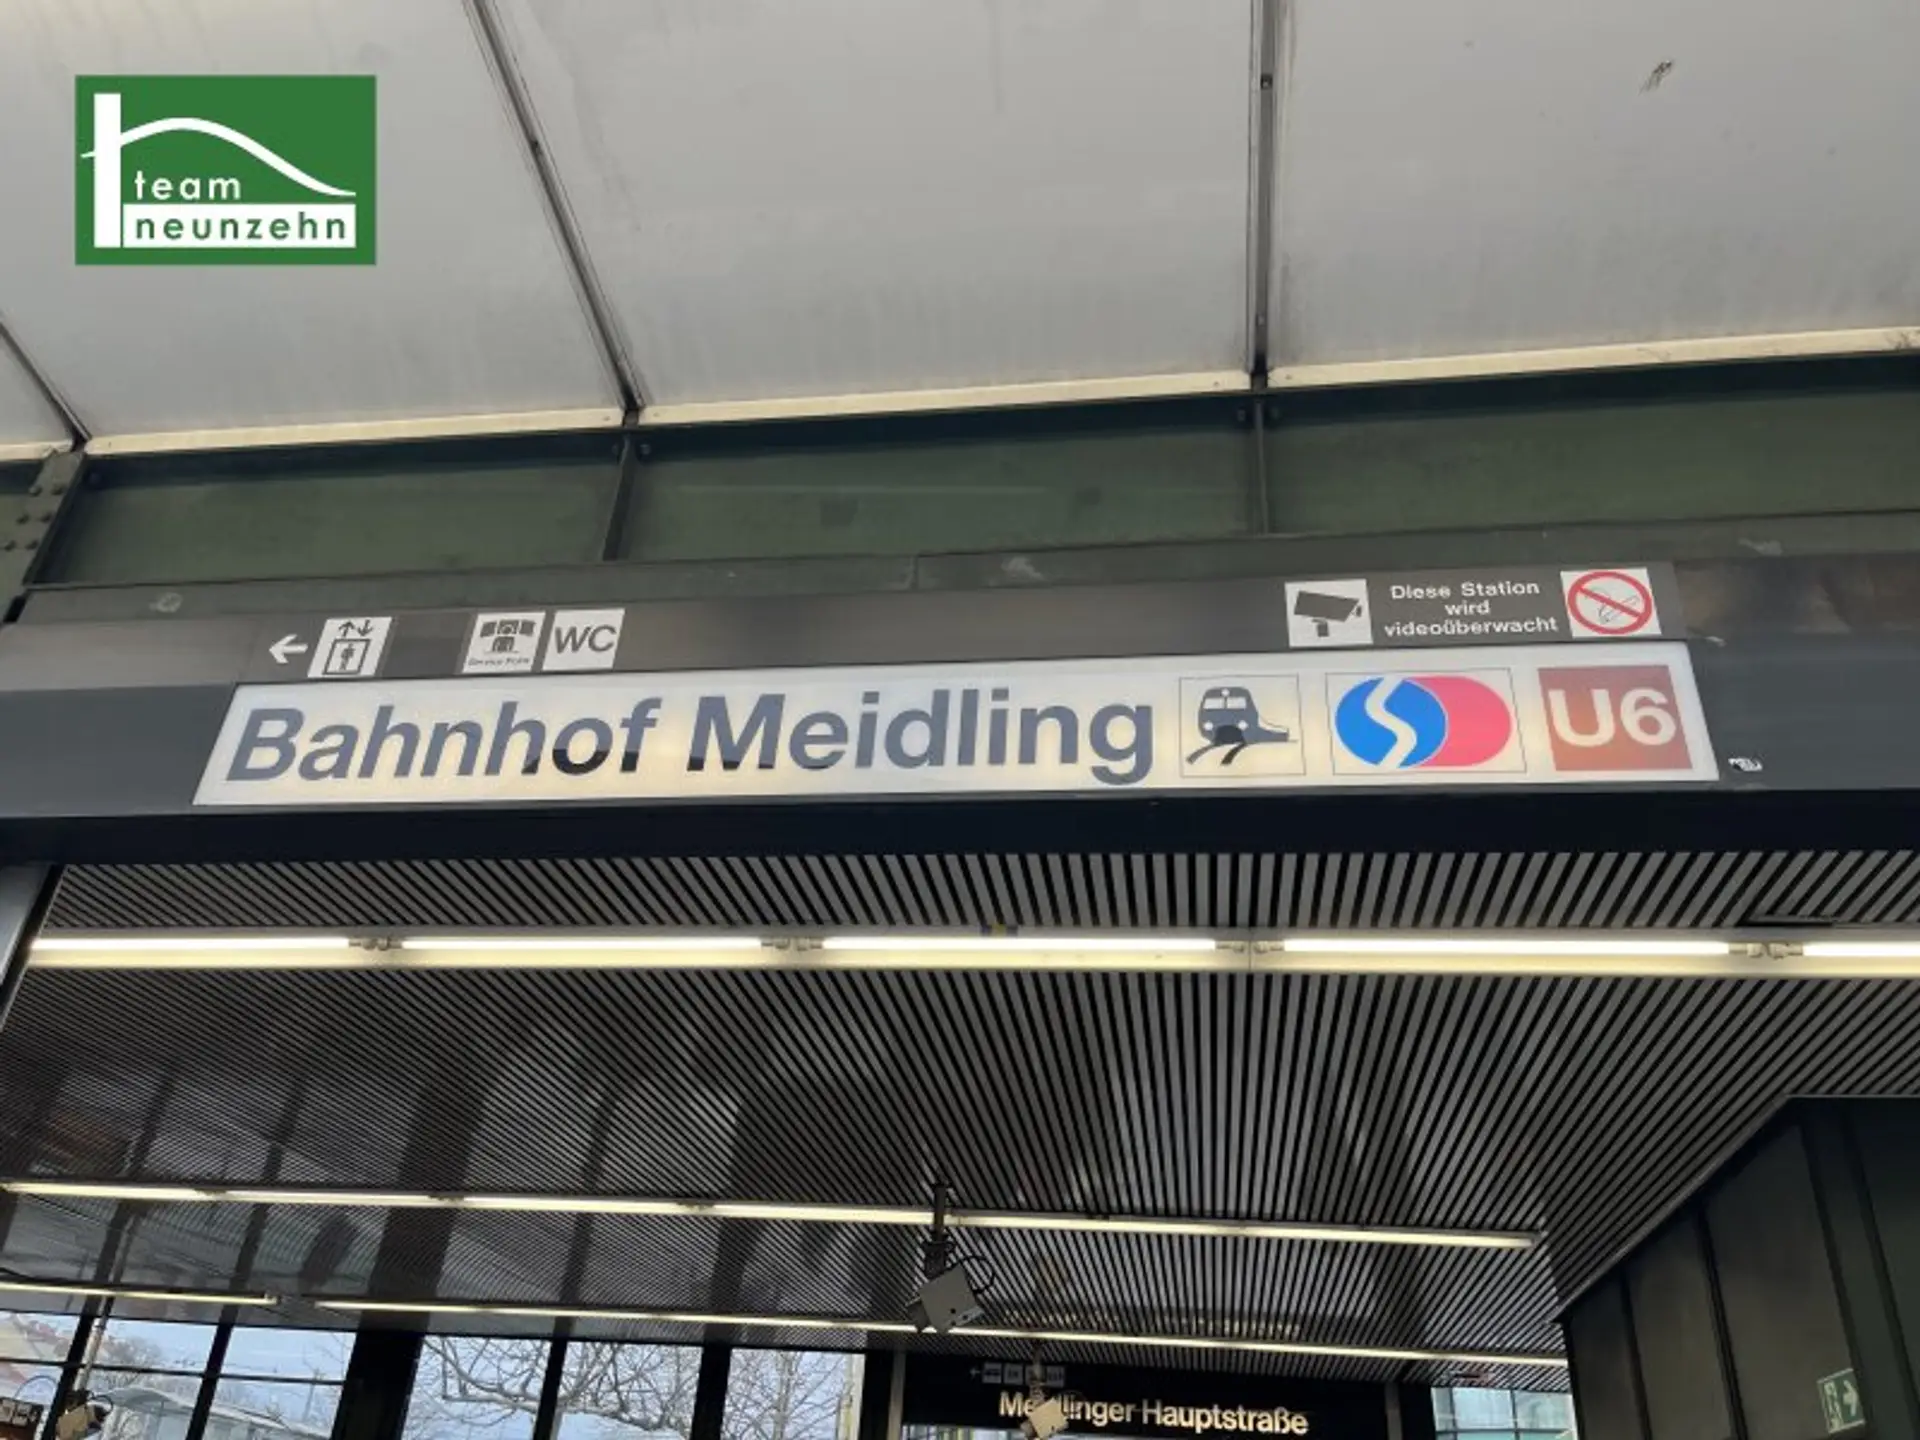 team
neunzehn
WC
Diese Station
wird
videoüberwacht
Bahnhof Meidling
U6
Meidlinger Hauptstraße